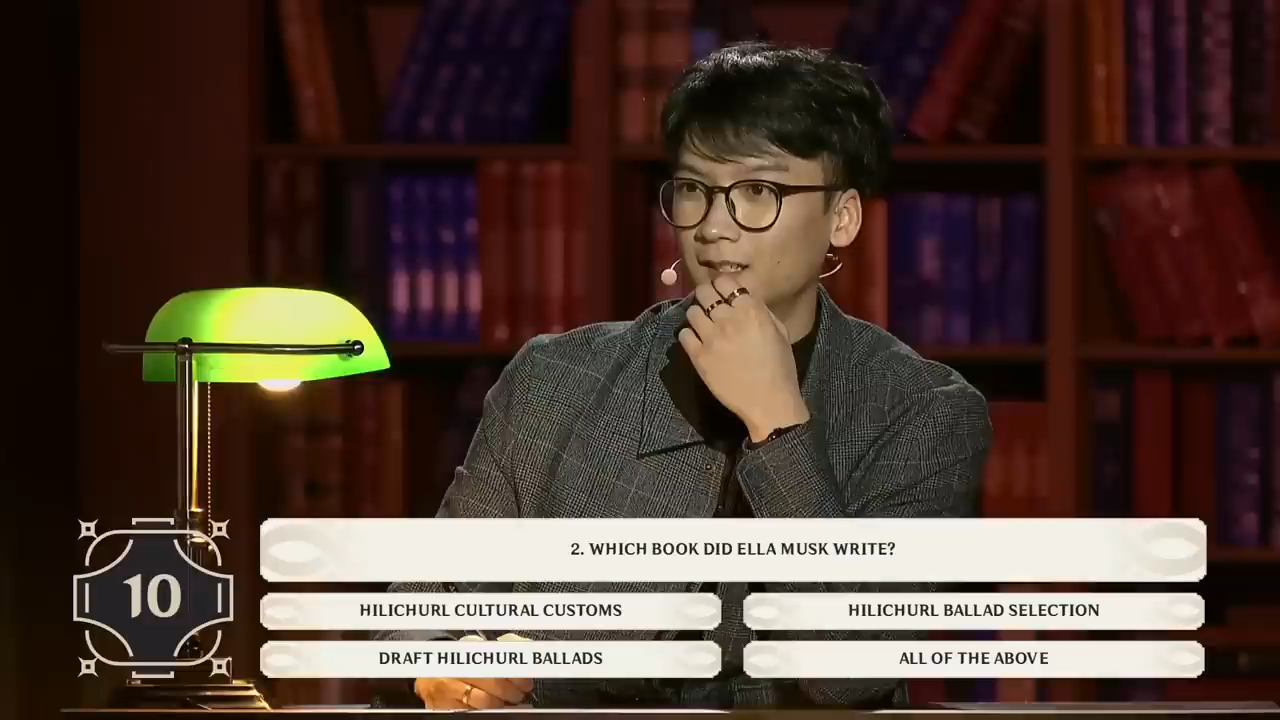 2. WHICH BOOK DID ELLA MUSK WRITE?
10
HILICHURL CULTURAL CUSTOMS
HILICHURL BALLAD SELECTION
DRAFT HILICHURL BALLADS
ALL OF THE ABOVE